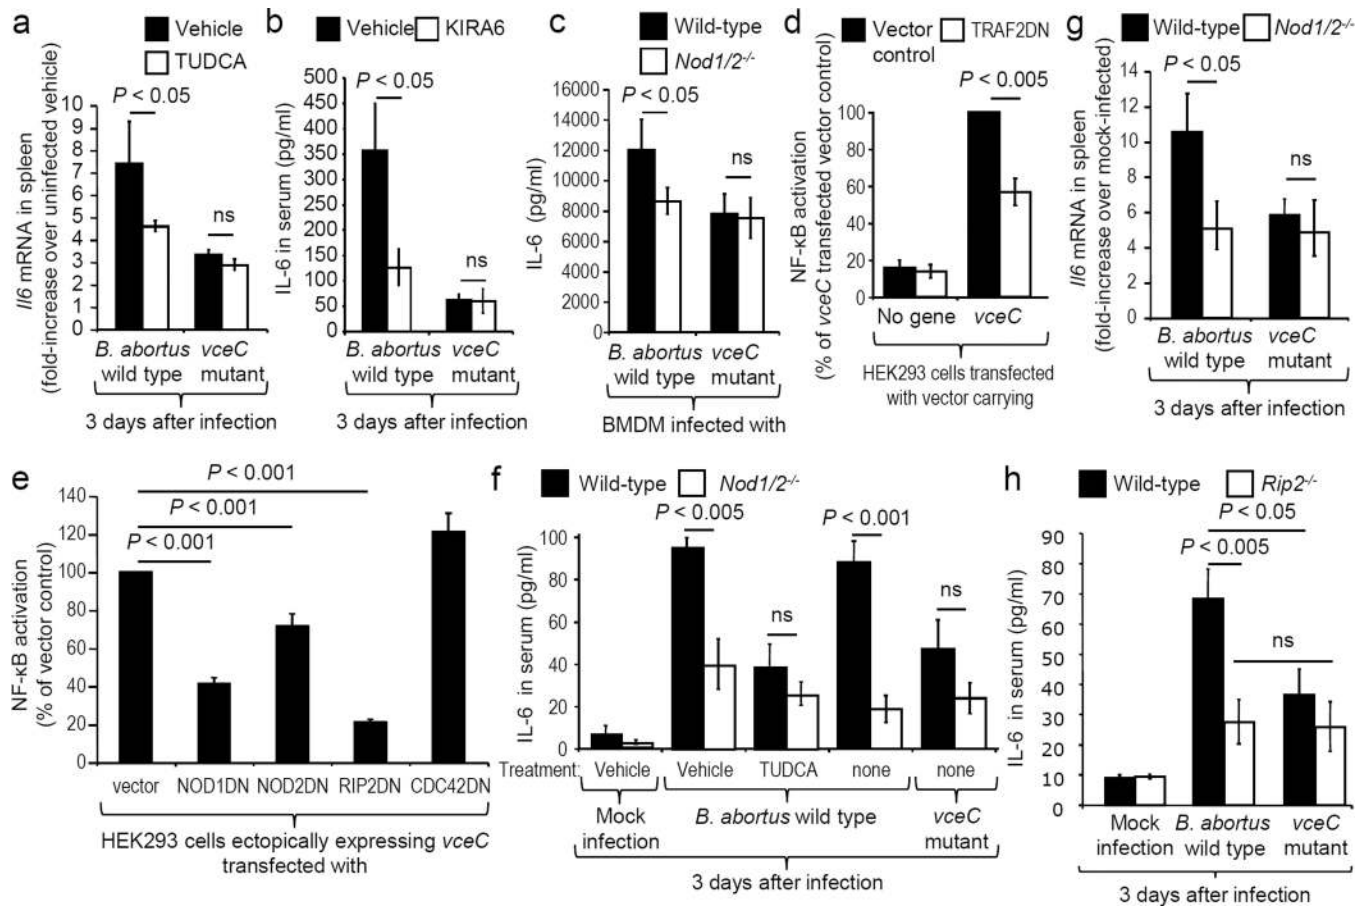 a
Vehicle
TUDCA
P < 0.05
Il6 mRNA in spleen
(fold-increase over uninfected vehicle)
10
9
8
7
6
5
4
3
2
1
0
ns
B. abortus vceC
wild type mutant
3 days after infection
b
Vehicle KIRA6
P < 0.05
IL-6 in serum (pg/ml)
500
450
400
350
300
250
200
150
100
50
0
ns
B. abortus vceC
wild type mutant
3 days after infection
c
Wild-type
Nod1/2-/-
P < 0.05
IL-6 (pg/ml)
16000
14000
12000
10000
8000
6000
4000
2000
0
ns
B. abortus vceC
wild type mutant
BMDM infected with
d
Vector control
TRAF2DN
P < 0.005
NF-κB activation
(% of vceC transfected vector control)
100
80
60
40
20
0
No gene vceC
HEK293 cells transfected
with vector carrying
g
Wild-type Nod1/2-/-
P < 0.05
Il6 mRNA in spleen
(fold-increase over mock-infected)
14
12
10
8
6
4
2
0
ns
B. abortus vceC
wild type mutant
3 days after infection
e
P < 0.001
P < 0.001
P < 0.001
NF-κB activation
(% of vector control)
140
120
100
80
60
40
20
0
vector NOD1DN NOD2DN RIP2DN CDC42DN
HEK293 cells ectopically expressing vceC
transfected with
f
Wild-type Nod1/2-/-
P < 0.005
P < 0.001
ns
ns
IL-6 in serum (pg/ml)
100
80
60
40
20
0
Treatment: Vehicle Vehicle TUDCA none none
Mock infection
B. abortus wild type
vceC mutant
3 days after infection
h
Wild-type Rip2-/-
P < 0.05
P < 0.005
ns
IL-6 in serum (pg/ml)
90
80
70
60
50
40
30
20
10
0
Mock infection
B. abortus wild type
vceC mutant
3 days after infection